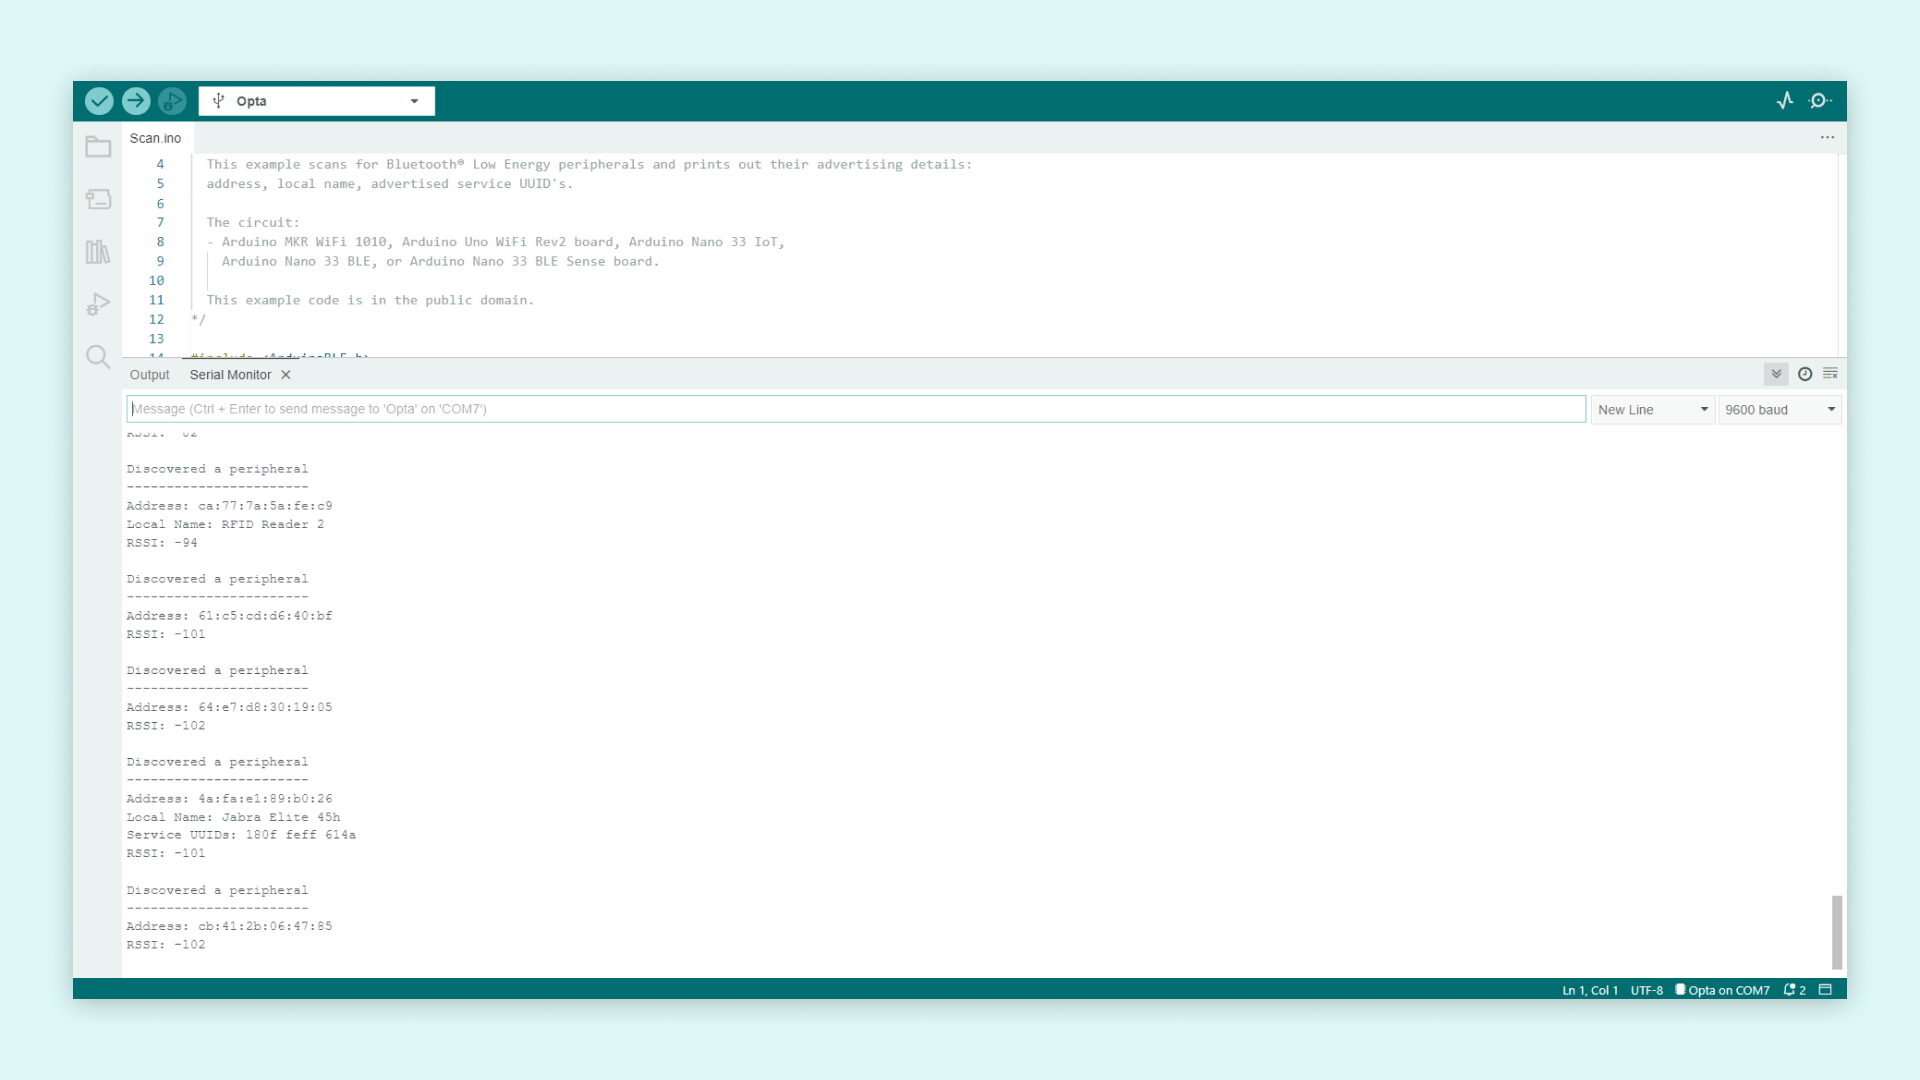 Opta
Scan.ino
4 This example scans for Bluetooth® Low Energy peripherals and prints out their advertising details:
5 address, local name, advertised service UUID's.
6
7 The circuit:
8 - Arduino MKR WiFi 1010, Arduino Uno WiFi Rev2 board, Arduino Nano 33 IoT,
9 Arduino Nano 33 BLE, or Arduino Nano 33 BLE Sense board.
10
11 This example code is in the public domain.
12 */
13
14 #include <ArduinoBLE.h>
Output Serial Monitor
Message (Ctrl + Enter to send message to 'Opta' on 'COM7') New Line 9600 baud
Discovered a peripheral
-----------------------
Address: ca:77:7a:5a:fe:c9
Local Name: RFID Reader 2
RSSI: -94
Discovered a peripheral
-----------------------
Address: 61:c5:cd:d6:40:bf
RSSI: -101
Discovered a peripheral
-----------------------
Address: 64:e7:d8:30:19:05
RSSI: -102
Discovered a peripheral
-----------------------
Address: 4a:fa:e1:89:b0:26
Local Name: Jabra Elite 45h
Service UUIDs: 180f feff 614a
RSSI: -101
Discovered a peripheral
-----------------------
Address: cb:41:2b:06:47:85
RSSI: -102
Ln 1, Col 1 UTF-8 Opta on COM7 2